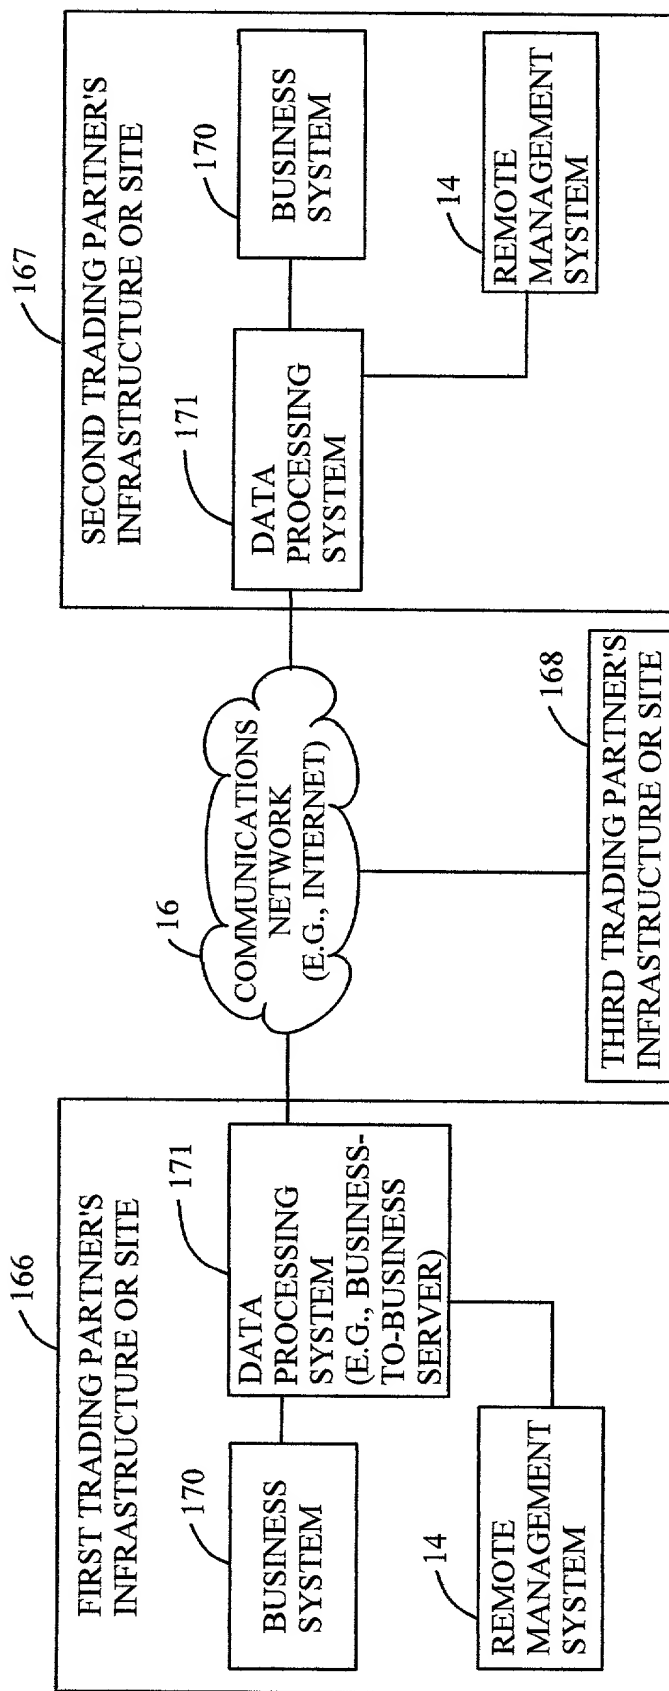 166
FIRST TRADING PARTNER'S
INFRASTRUCTURE OR SITE
170
BUSINESS
SYSTEM
171
DATA
PROCESSING
SYSTEM
(E.G., BUSINESS-
TO-BUSINESS
SERVER)
14
REMOTE
MANAGEMENT
SYSTEM
16
COMMUNICATIONS
NETWORK
(E.G., INTERNET)
168
THIRD TRADING PARTNER'S
INFRASTRUCTURE OR SITE
167
SECOND TRADING PARTNER'S
INFRASTRUCTURE OR SITE
171
DATA
PROCESSING
SYSTEM
170
BUSINESS
SYSTEM
14
REMOTE
MANAGEMENT
SYSTEM